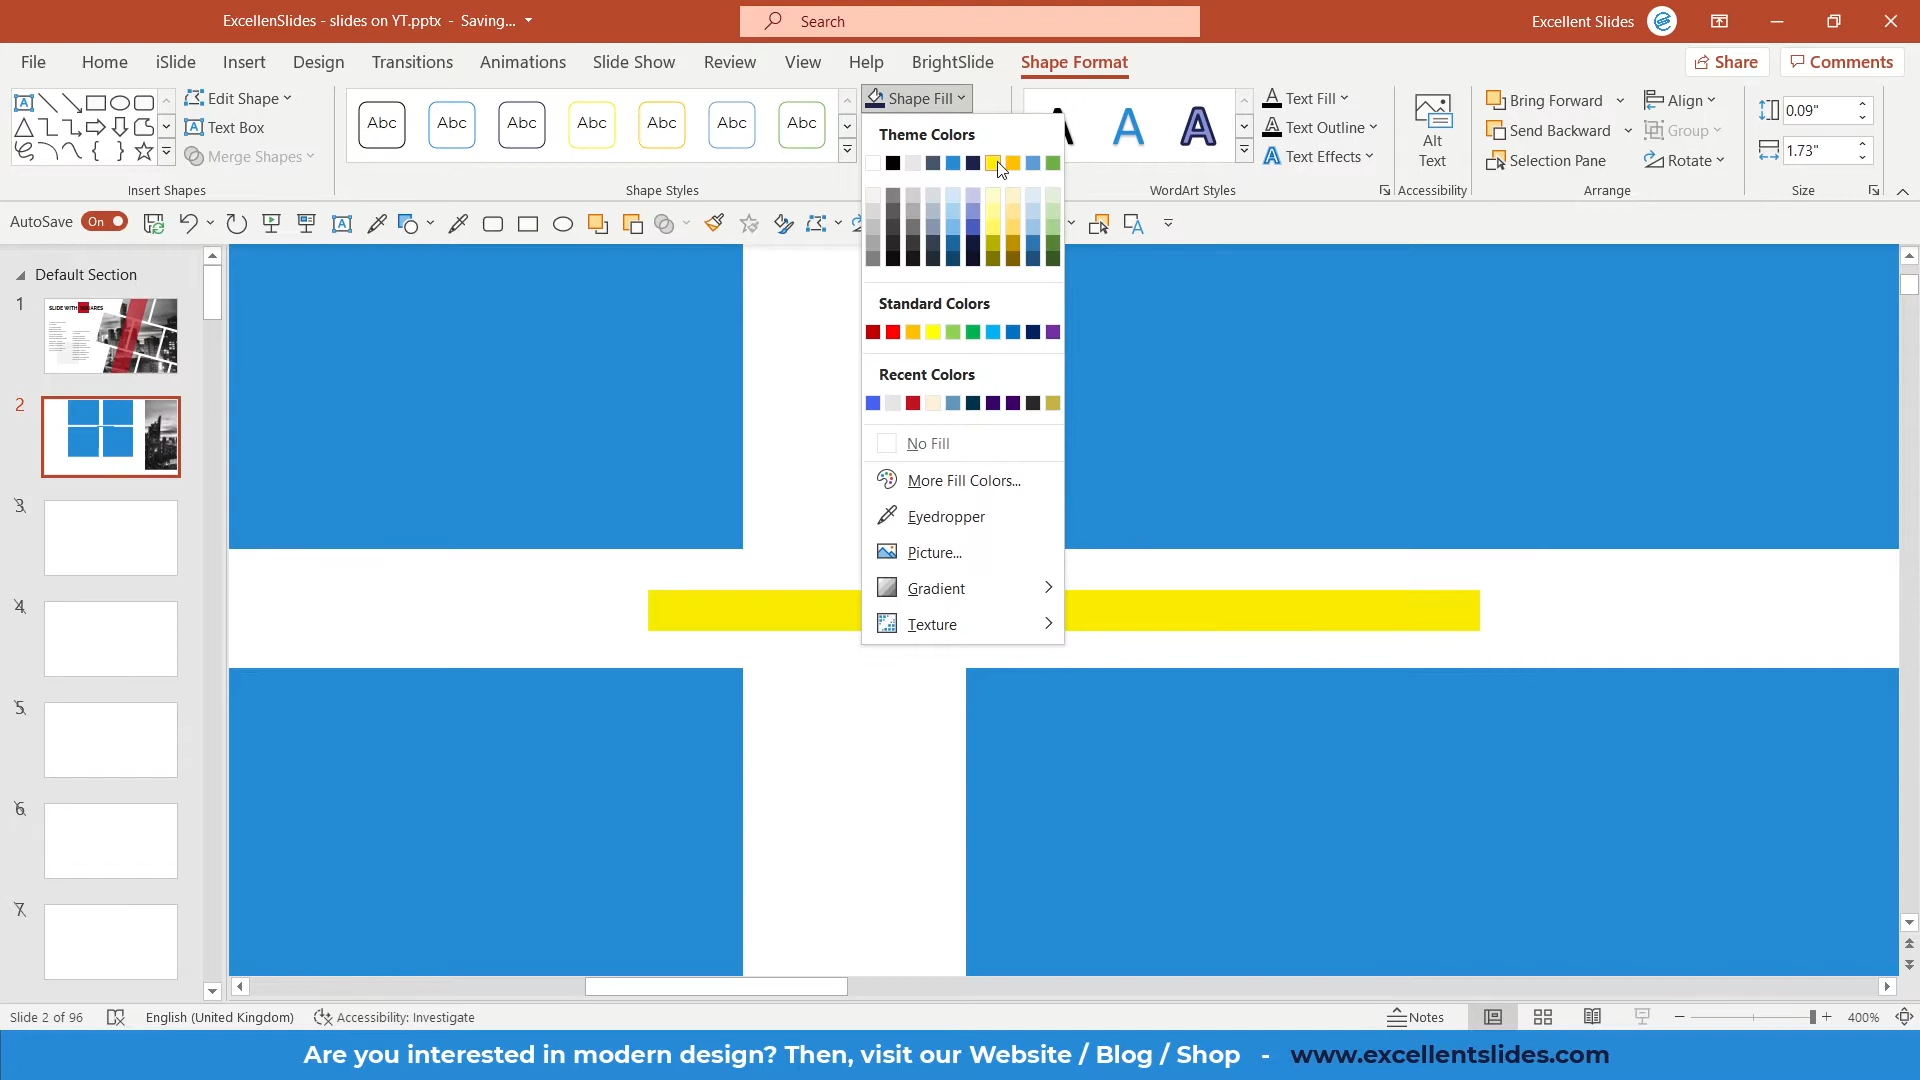 ExcellenSlides - slides on YT.pptx - Saving...
Search
Excellent Slides
File Home iSlide Insert Design Transitions Animations Slide Show Review View Help BrightSlide Shape Format
Share Comments
Edit Shape
Text Box
Merge Shapes
Insert Shapes
Abc Abc Abc Abc Abc Abc Abc
Shape Styles
Shape Fill
Text Fill
Text Outline
Text Effects
WordArt Styles
Alt
Text
Accessibility
Bring Forward
Send Backward
Selection Pane
Align
Group
Rotate
Arrange
0.09"
1.73"
Size
AutoSave On
Theme Colors
Standard Colors
Recent Colors
No Fill
More Fill Colors...
Eyedropper
Picture...
Gradient
Texture
Default Section
1
SLIDE WITH SQUARES
2
3
4
5
6
7
Slide 2 of 96
English (United Kingdom)
Accessibility: Investigate
Notes
400%
Are you interested in modern design? Then, visit our Website / Blog / Shop - www.excellentslides.com